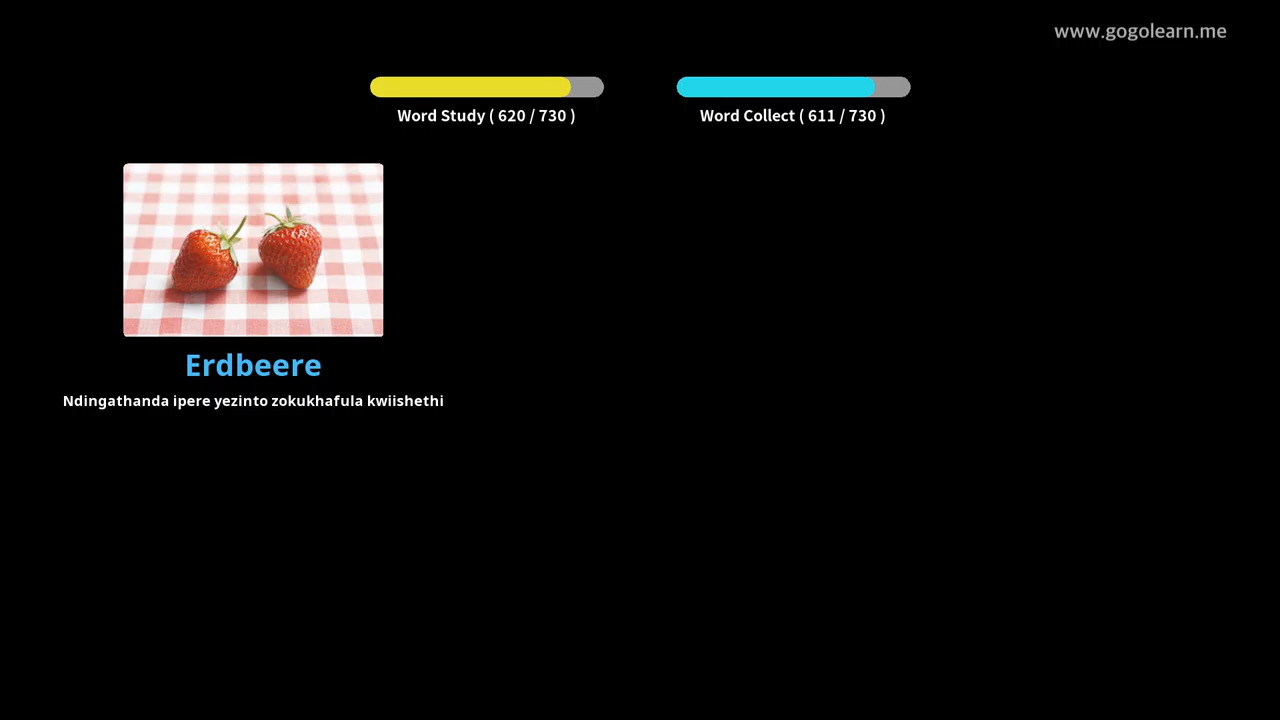 www.gogolearn.me
Word Study ( 620 / 730 )
Word Collect ( 611 / 730 )
Erdbeere
Ndingathanda ipere yezinto zokukhafula kwiishethi